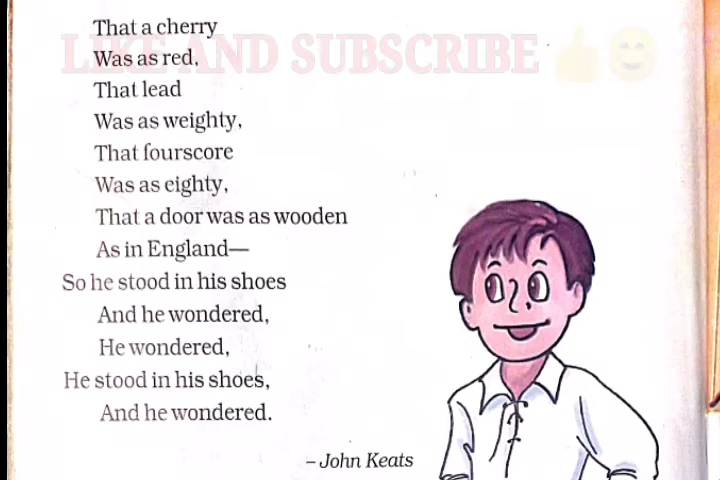 That a cherry
LIKE AND SUBSCRIBE 👍😊
Was as red,
That lead
Was as weighty,
That fourscore
Was as eighty,
That a door was as wooden
As in England—
So he stood in his shoes
And he wondered,
He wondered,
He stood in his shoes,
And he wondered.
– John Keats